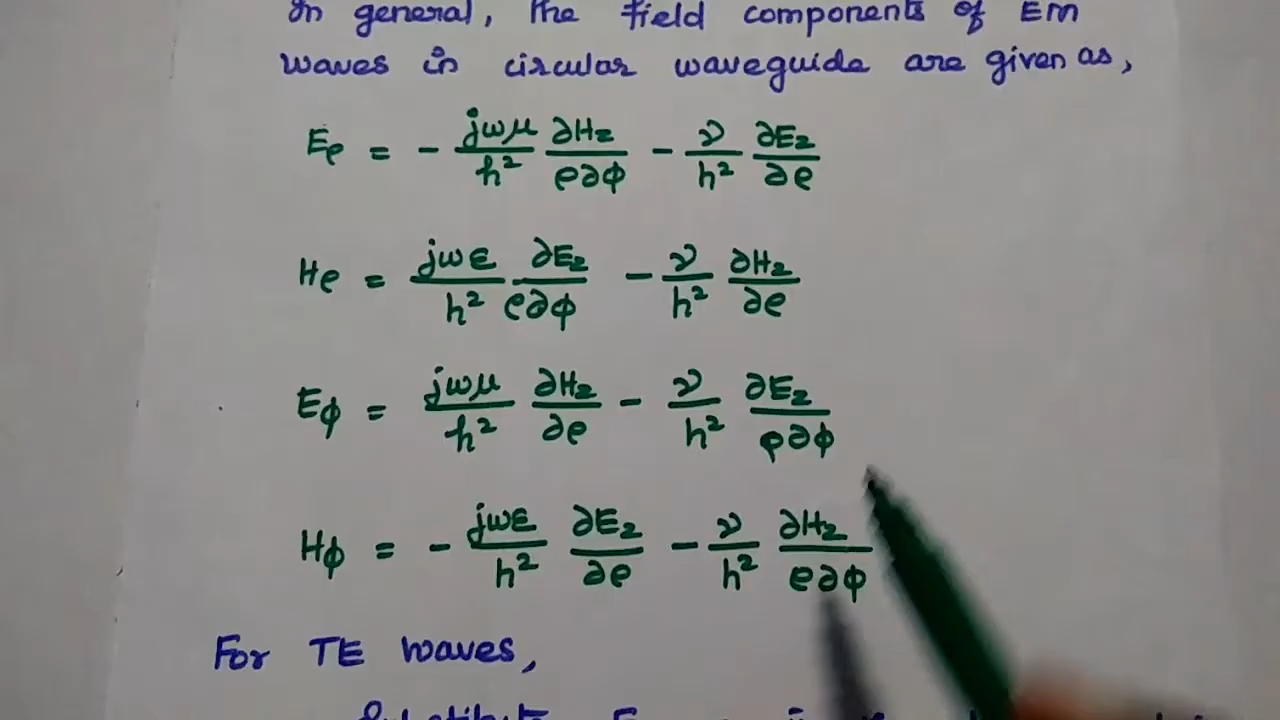 In general, the field components of EM
waves in circular waveguide are given as,
Eρ = - jωμ/h² ∂Hz/ρ∂φ - γ/h² ∂Ez/∂ρ
Hρ = jωε/h² ∂Ez/ρ∂φ - γ/h² ∂Hz/∂ρ
Eφ = jωμ/h² ∂Hz/∂ρ - γ/h² ∂Ez/ρ∂φ
Hφ = - jωε/h² ∂Ez/∂ρ - γ/h² ∂Hz/ρ∂φ
For TE waves,
Substitute